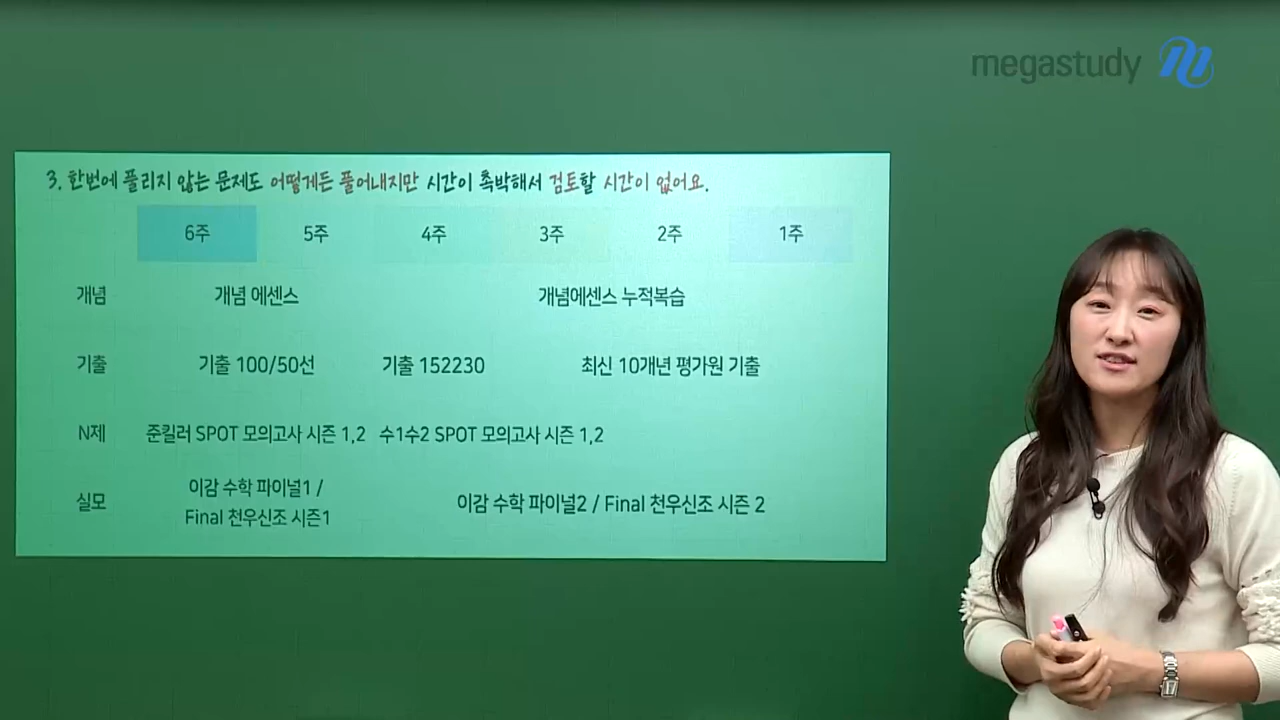 megastudy
3. 한번에 풀리지 않는 문제도 어떻게든 풀어내지만 시간이 촉박해서 검토할 시간이 없어요.
6주 5주 4주 3주 2주 1주
개념 개념 에센스 개념에센스 누적복습
기출 기출 100/50선 기출 152230 최신 10개년 평가원 기출
N제 준킬러 SPOT 모의고사 시즌 1,2 수1수2 SPOT 모의고사 시즌 1,2
실모 이감 수학 파이널1 /
Final 천우신조 시즌1
이감 수학 파이널2 / Final 천우신조 시즌 2